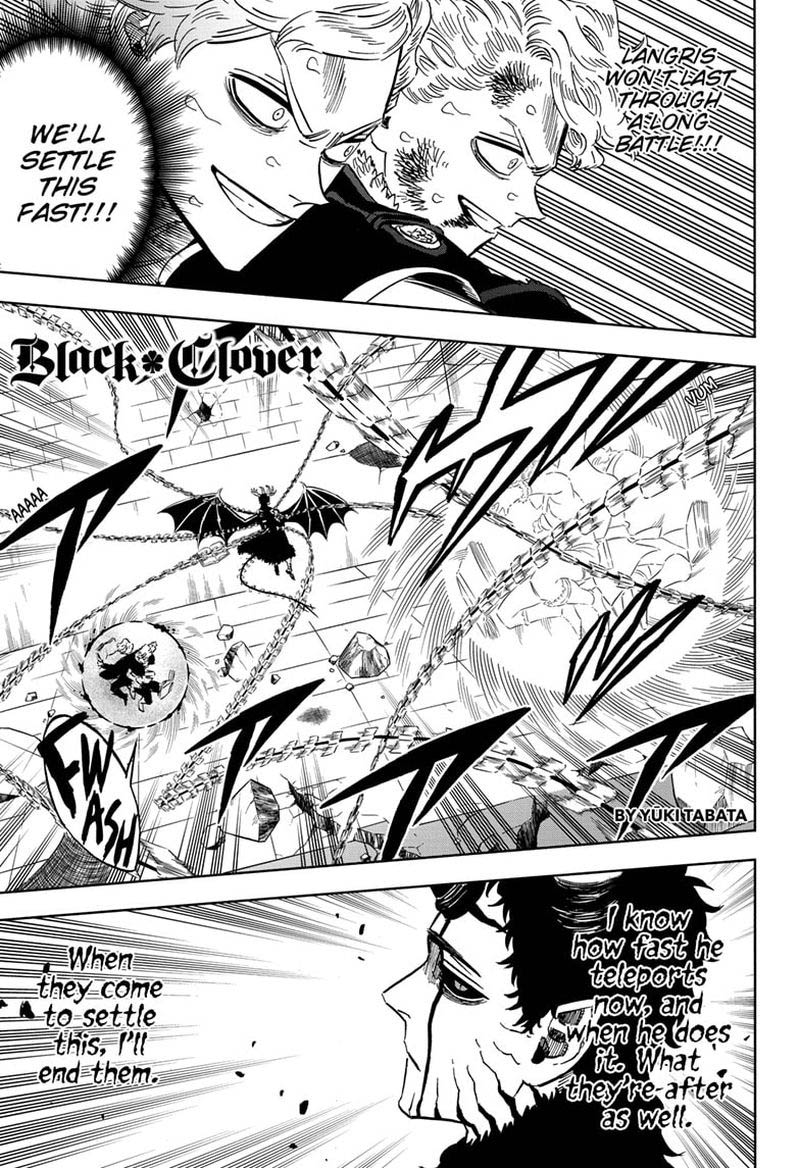 LANGRIS
WON'T LAST
THROUGH
A LONG
BATTLE!!!
WE'LL
SETTLE
THIS
FAST!!!
Black Clover
VUM
AAAAA
FWASH
BY YUKI TABATA
I know
how fast he
teleports
now, and
when he does
it. What
they're after
as well.
When
they come
to settle
this, I'll
end them.